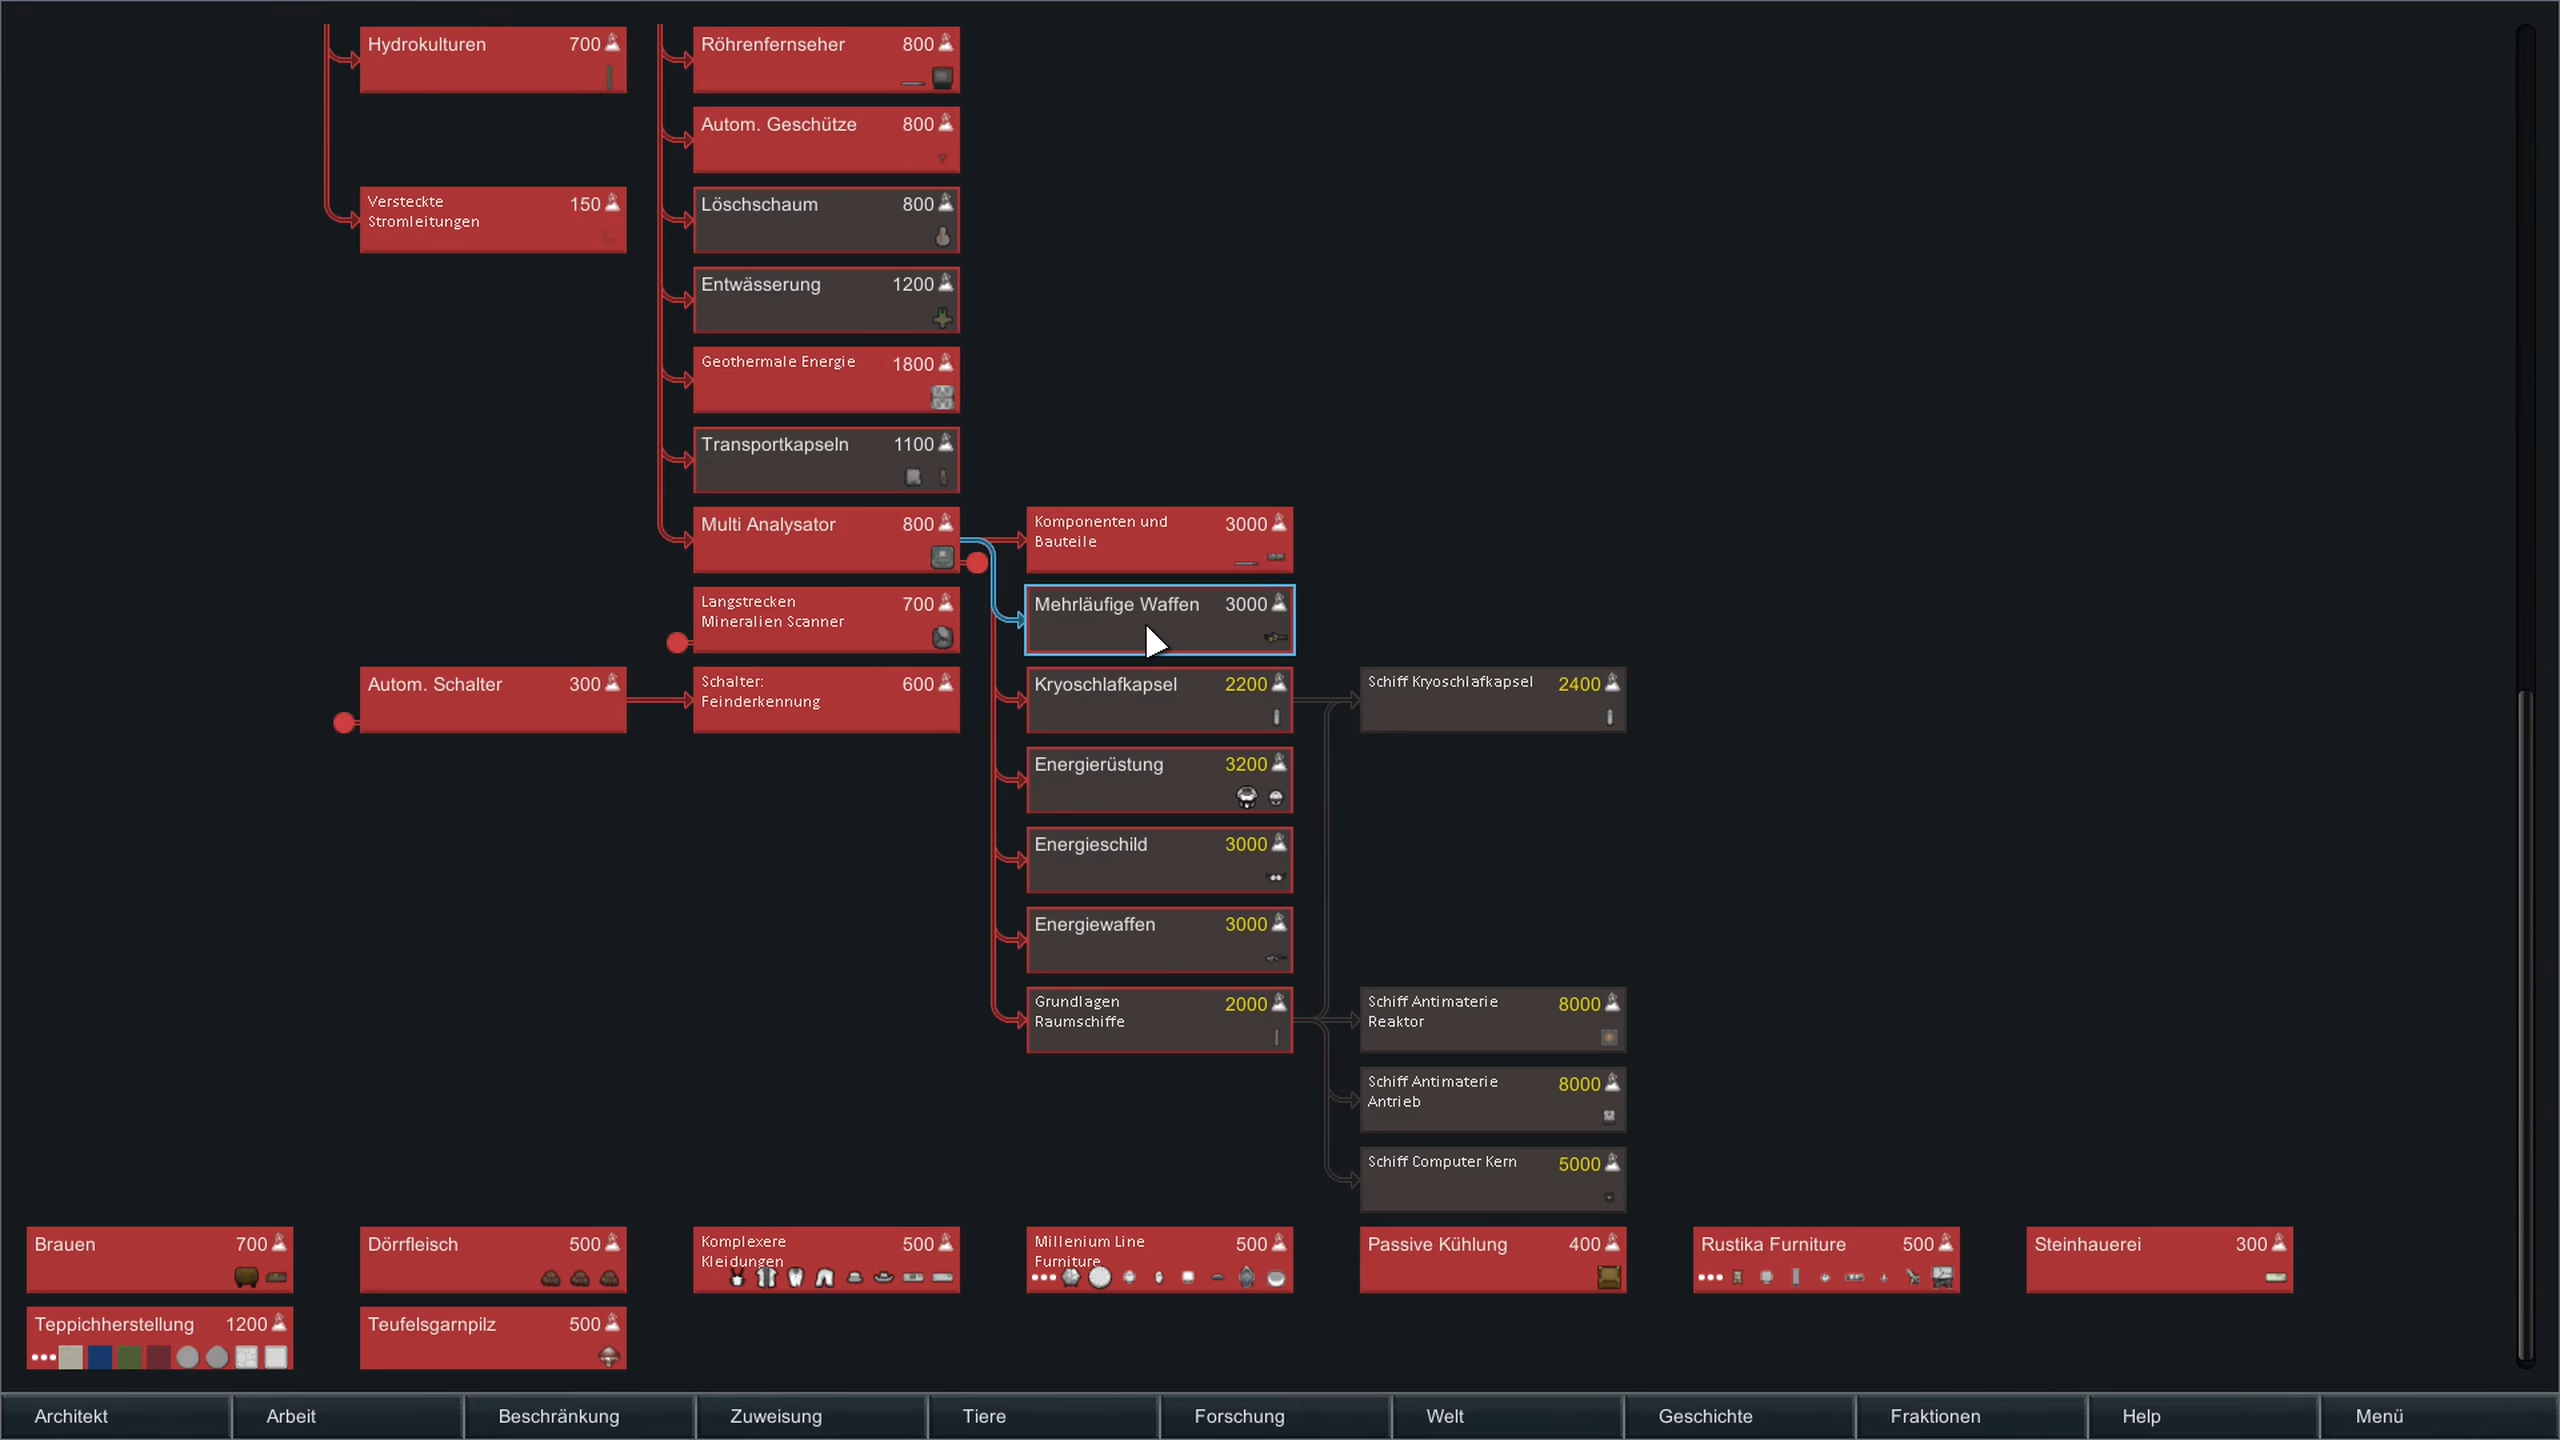 Hydrokulturen 700
Röhrenfernseher 800
Autom. Geschütze 800
Versteckte
Stromleitungen 150
Löschschaum 800
Entwässerung 1200
Geothermale Energie 1800
Transportkapseln 1100
Multi Analysator 800
Komponenten und
Bauteile 3000
Langstrecken
Mineralien Scanner 700
Mehrläufige Waffen 3000
Autom. Schalter 300
Schalter:
Feinderkennung 600
Kryoschlafkapsel 2200
Schiff Kryoschlafkapsel 2400
Energierüstung 3200
Energieschild 3000
Energiewaffen 3000
Grundlagen
Raumschiffe 2000
Schiff Antimaterie
Reaktor 8000
Schiff Antimaterie
Antrieb 8000
Schiff Computer Kern 5000
Brauen 700
Dörrfleisch 500
Komplexere
Kleidungen 500
Millenium Line
Furniture 500
Passive Kühlung 400
Rustika Furniture 500
Steinhauerei 300
Teppichherstellung 1200
Teufelsgarnpilz 500
Architekt Arbeit Beschränkung Zuweisung Tiere Forschung Welt Geschichte Fraktionen Help Menü